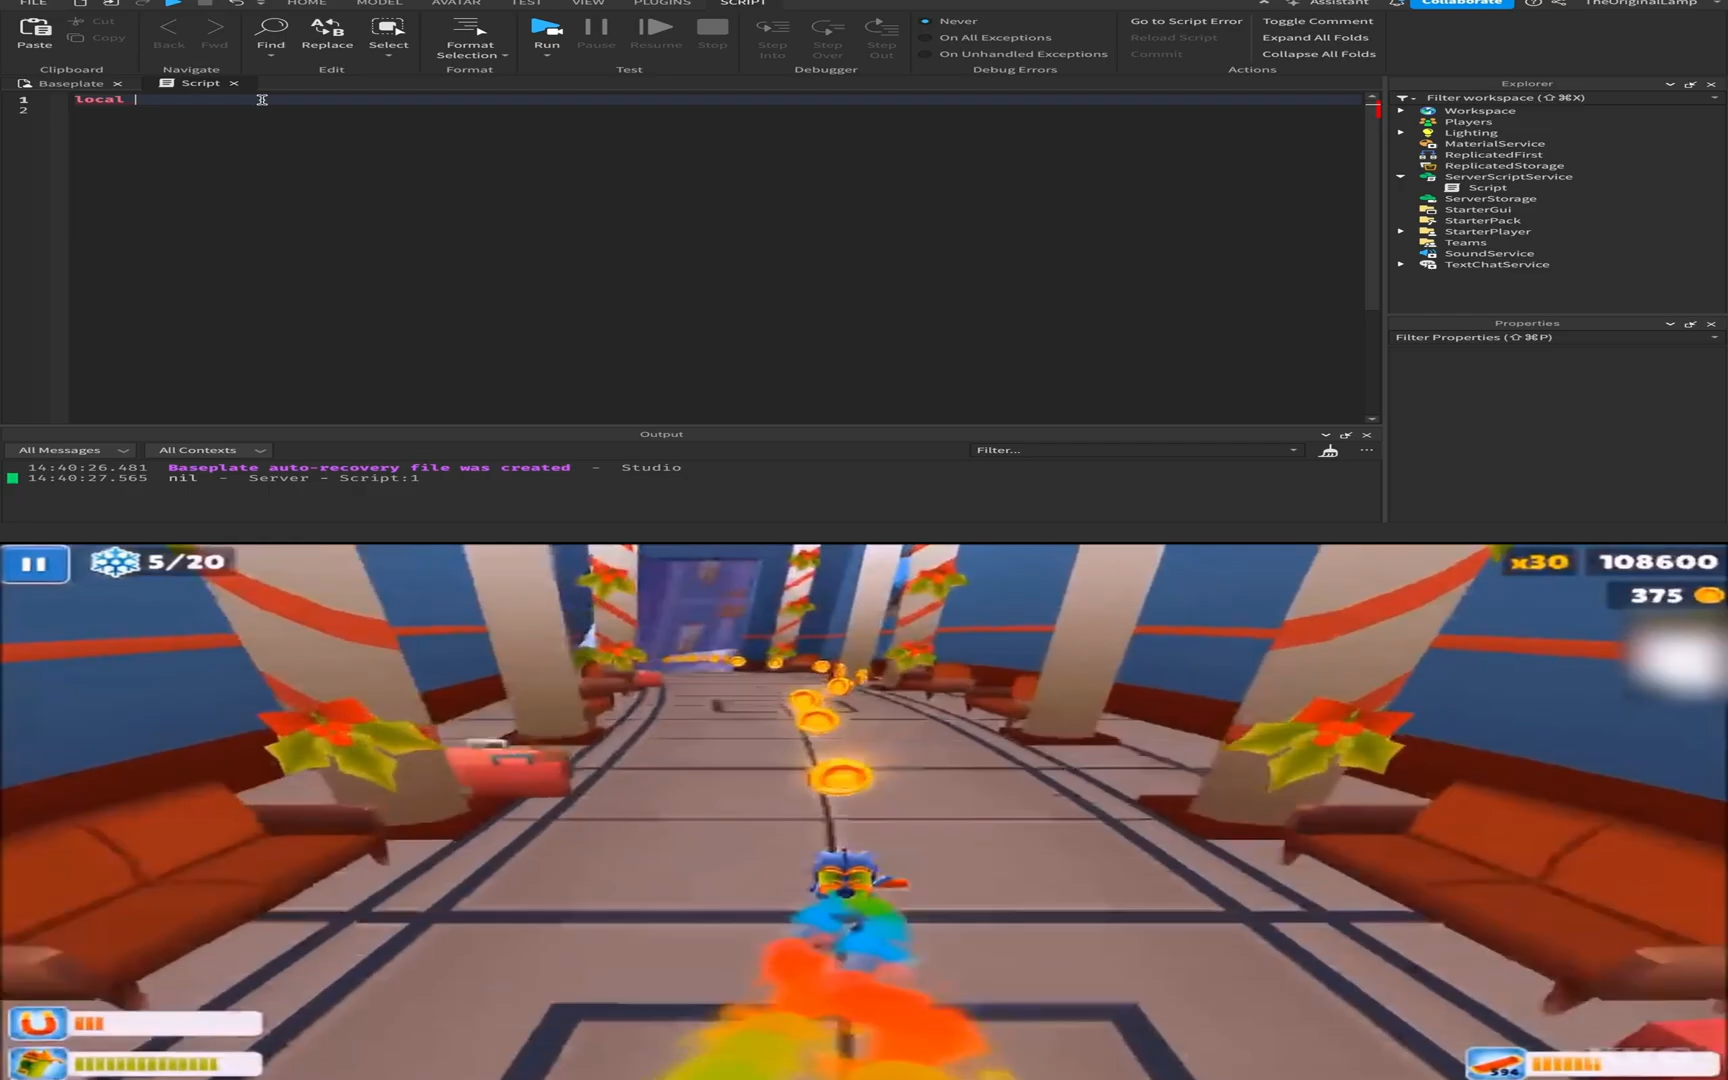 FILE HOME MODEL AVATAR TEST VIEW PLUGINS SCRIPT Assistant Collaborate TheOriginalLamp
Paste Cut Copy
Back Fwd
Find Replace Select
Format Selection
Run Pause Resume Stop
Step Into Step Over Step Out
Never
On All Exceptions
On Unhandled Exceptions
Go to Script Error
Reload Script
Commit
Toggle Comment
Expand All Folds
Collapse All Folds
Clipboard Navigate Edit Format Test Debugger Debug Errors Actions
Baseplate Script
1 local
2
Explorer
Filter workspace (⇧⌘X)
Workspace
Players
Lighting
MaterialService
ReplicatedFirst
ReplicatedStorage
ServerScriptService
Script
ServerStorage
StarterGui
StarterPack
StarterPlayer
Teams
SoundService
TextChatService
Properties
Filter Properties (⇧⌘P)
Output
All Messages All Contexts Filter...
14:40:26.481 Baseplate auto-recovery file was created - Studio
14:40:27.565 nil - Server - Script:1
5/20
x30 108600
375
594